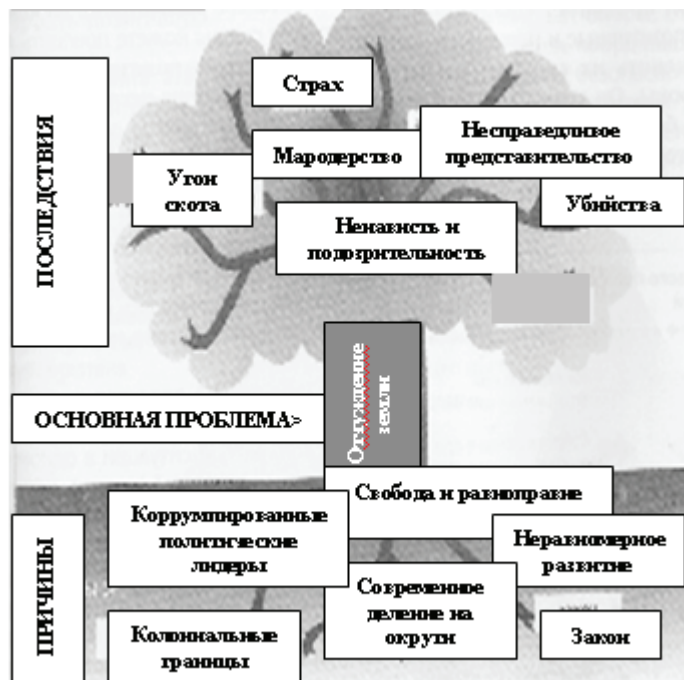 Страх
Несправедливое
представительство
Мародерство
Угон
скота
Убийства
Ненависть и
подозрительность
ПОСЛЕДСТВИЯ
Отчуждение
земли
ОСНОВНАЯ ПРОБЛЕМА>
Свобода и равноправие
Коррумпированные
политические
лидеры
Неравномерное
развитие
Современное
деление на
округи
Колониальные
границы
Закон
ПРИЧИНЫ